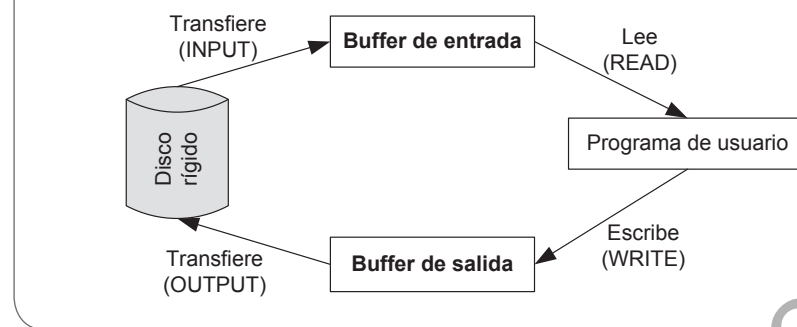 Transfiere
(INPUT)
Buffer de entrada
Lee
(READ)
Disco
rígido
Programa de usuario
Transfiere
(OUTPUT)
Buffer de salida
Escribe
(WRITE)